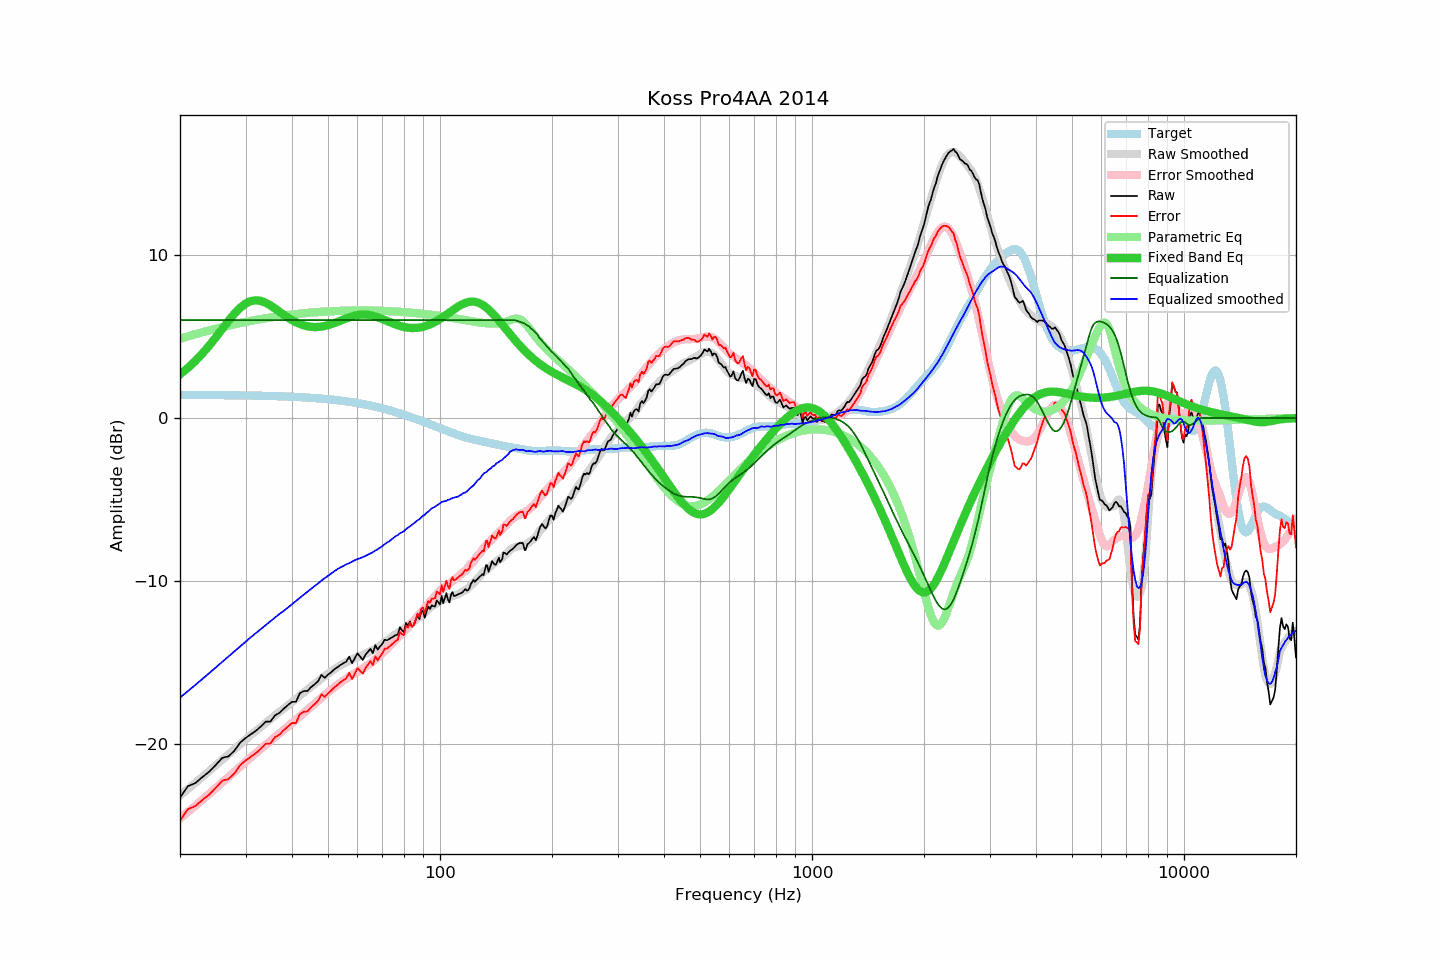 Koss Pro4AA 2014
Target
Raw Smoothed
Error Smoothed
Raw
Error
Parametric Eq
Fixed Band Eq
Equalization
Equalized smoothed
10
0
−10
−20
Amplitude (dBr)
100
1000
10000
Frequency (Hz)